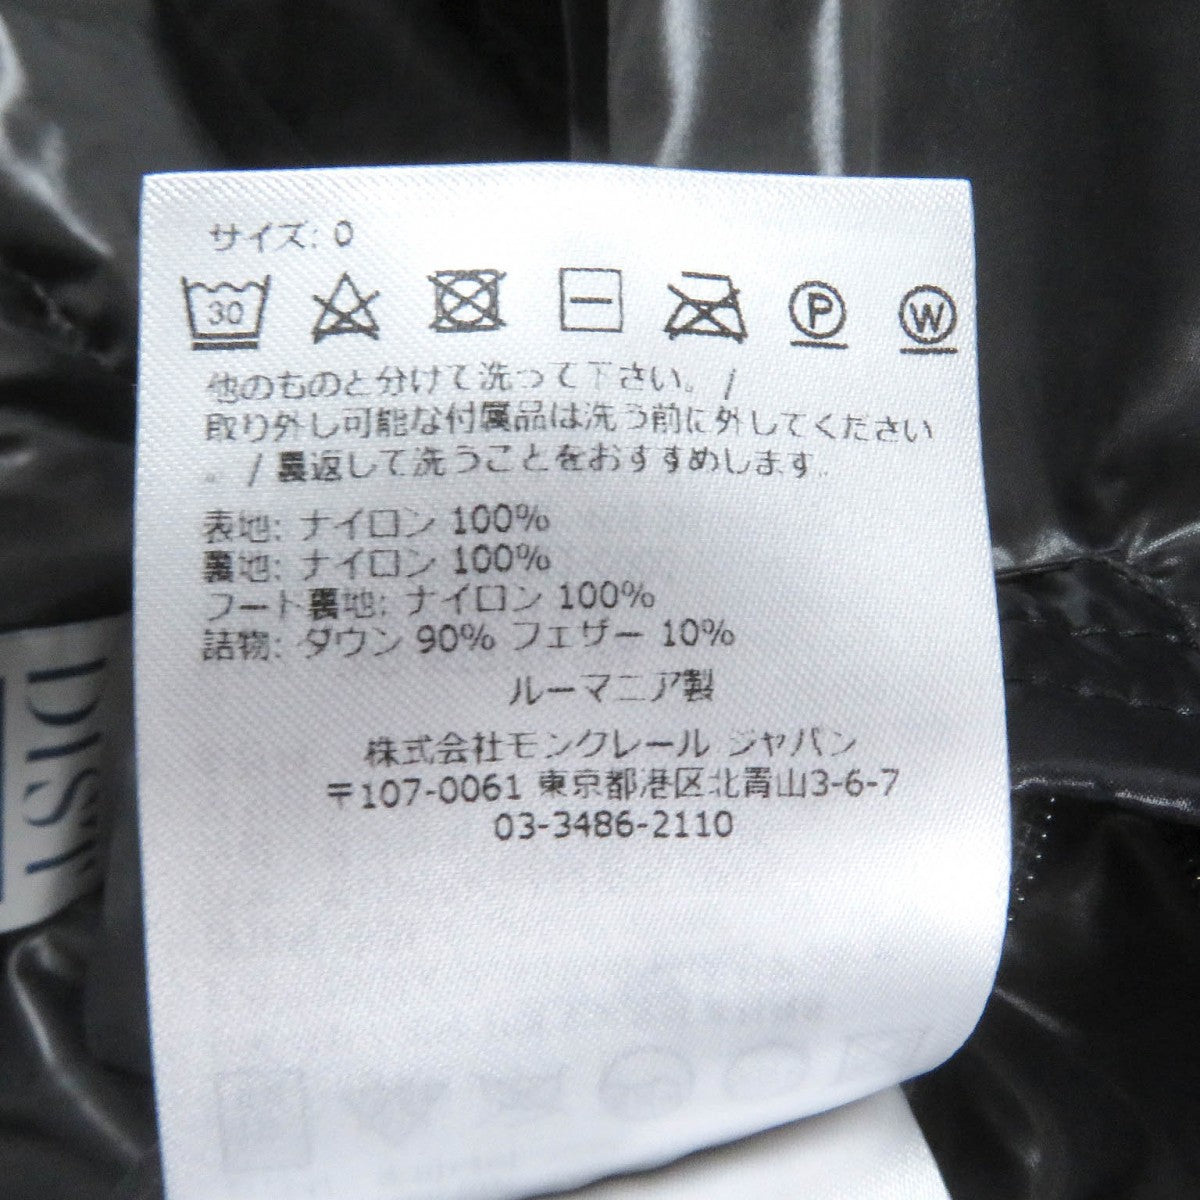 サイズ: 0
30 P W
他のものと分けて洗って下さい。/
取り外し可能な付属品は洗う前に外してください
。/ 裏返して洗うことをおすすめします。
表地: ナイロン 100%
裏地: ナイロン 100%
フート裏地: ナイロン 100%
詰物: ダウン 90% フェザー 10%
ルーマニア製
株式会社モンクレール ジャパン
〒107-0061 東京都港区北青山3-6-7
03-3486-2110
DIST